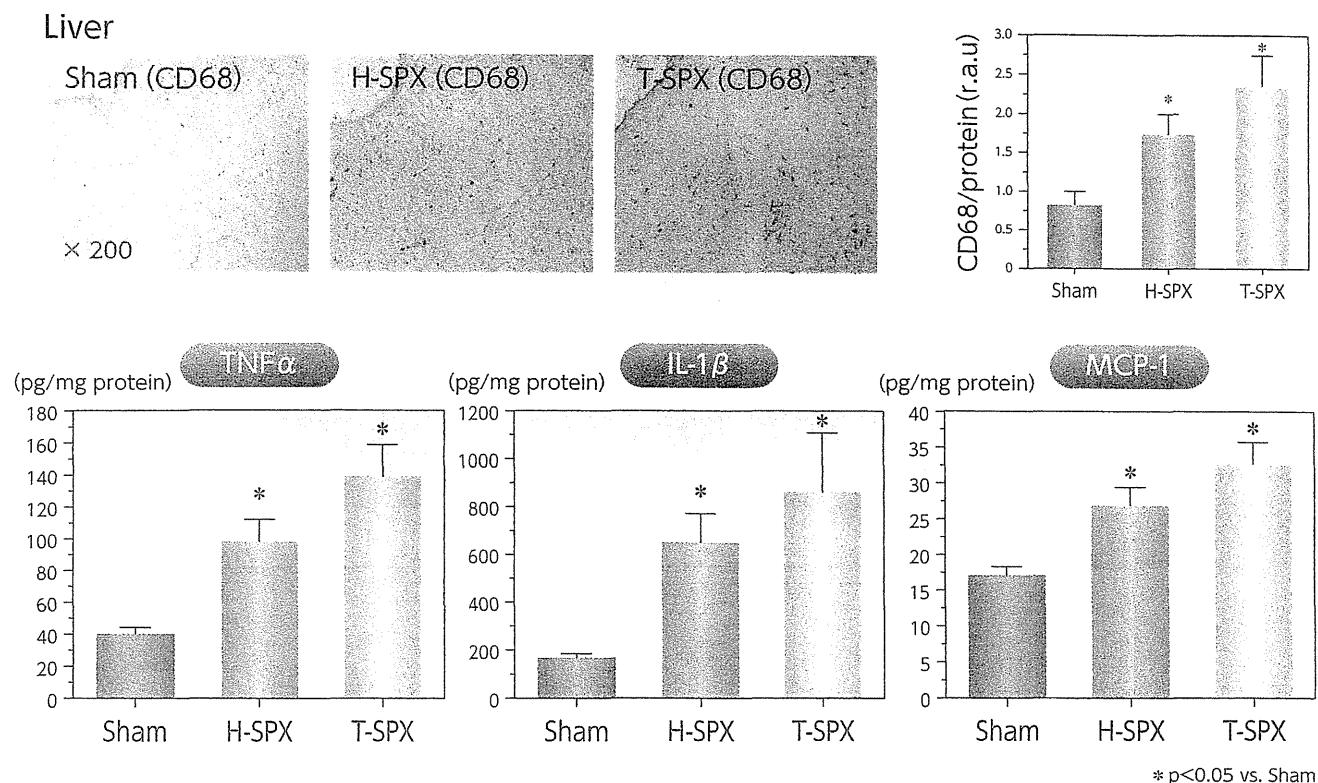 Liver
Sham (CD68)
H-SPX (CD68)
T-SPX (CD68)
× 200
CD68/protein (r.a.u)
3.0
2.5
2.0
1.5
1.0
0.5
0
*
*
Sham
H-SPX
T-SPX
TNFα
(pg/mg protein)
180
160
140
120
100
80
60
40
20
0
*
*
Sham
H-SPX
T-SPX
IL-1β
(pg/mg protein)
1200
1000
800
600
400
200
0
*
*
Sham
H-SPX
T-SPX
MCP-1
(pg/mg protein)
40
35
30
25
20
15
10
5
0
*
*
Sham
H-SPX
T-SPX
* p<0.05 vs. Sham